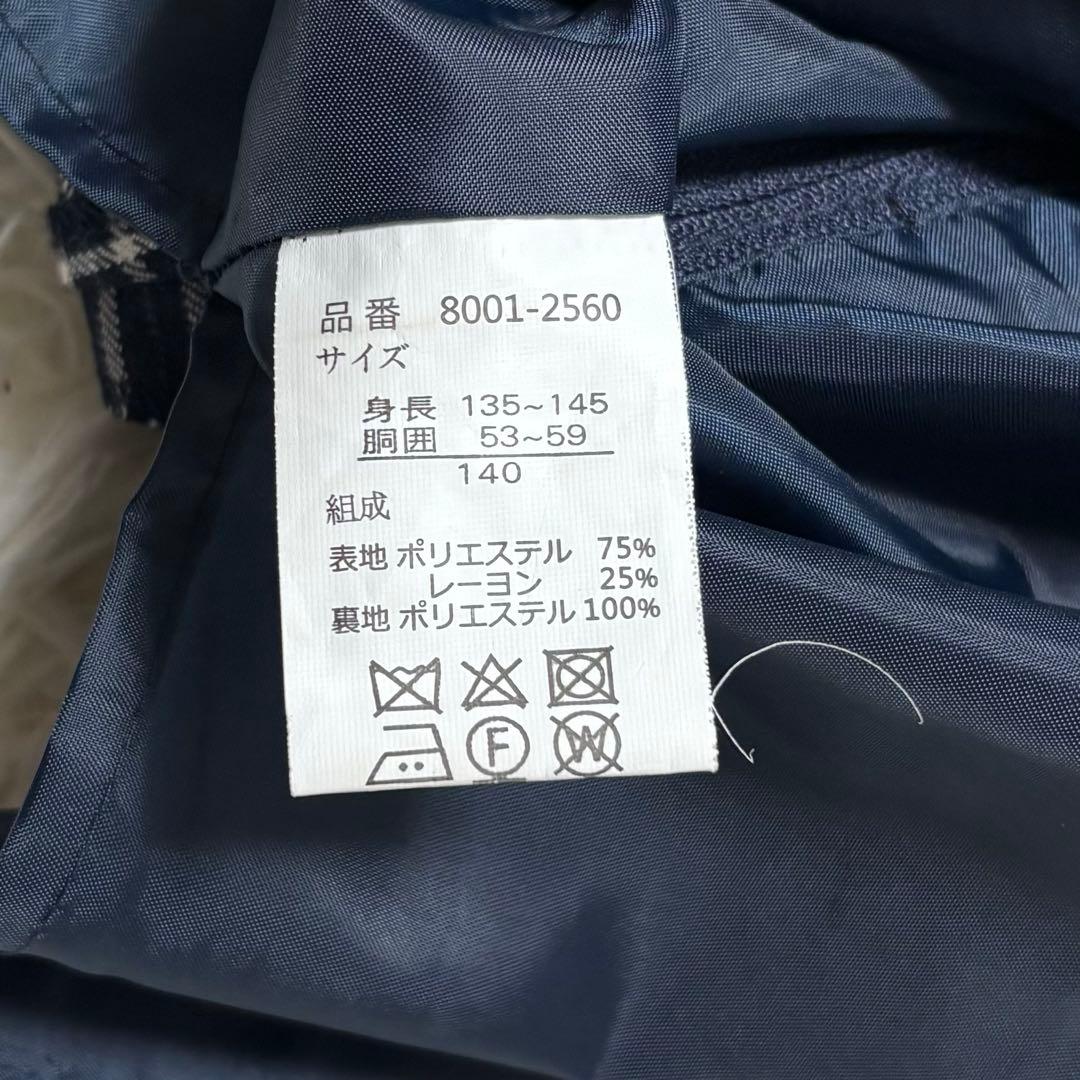 品番 8001-2560
サイズ
身長 135~145
胴囲 53~59
140
組成
表地 ポリエステル 75%
レーヨン 25%
裏地 ポリエステル 100%
F W